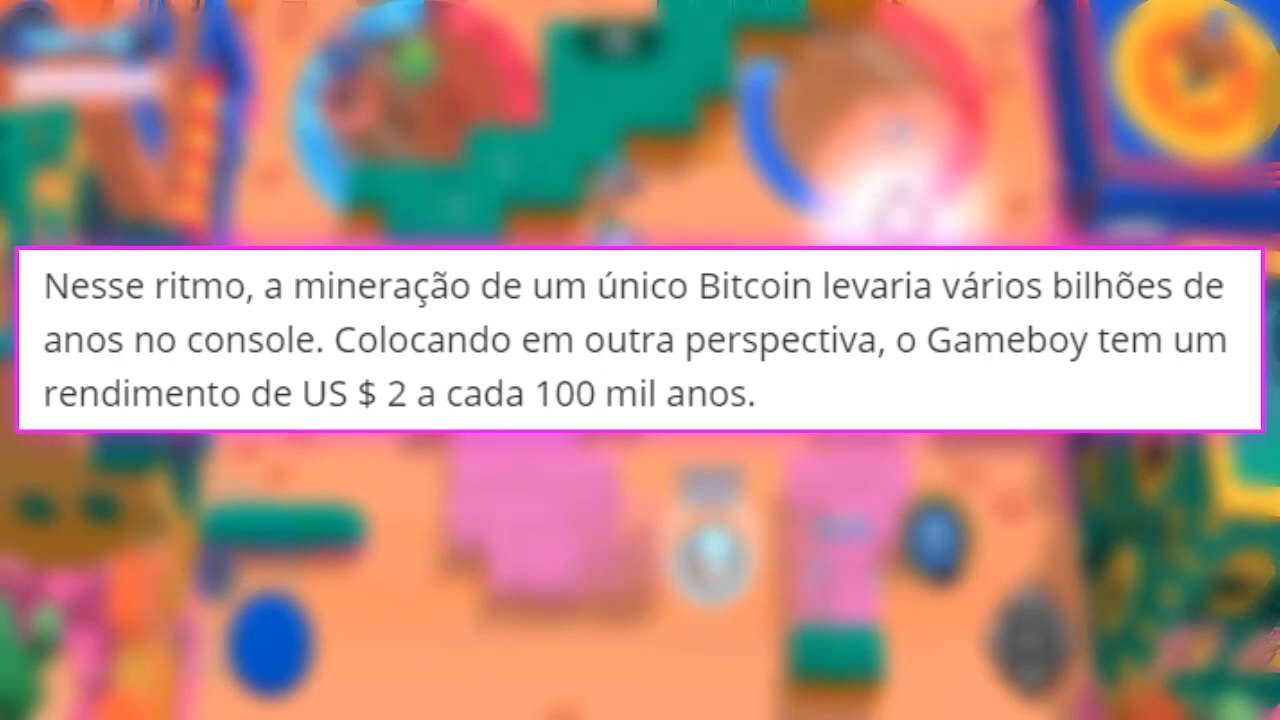 Nesse ritmo, a mineração de um único Bitcoin levaria vários bilhões de
anos no console. Colocando em outra perspectiva, o Gameboy tem um
rendimento de US $ 2 a cada 100 mil anos.